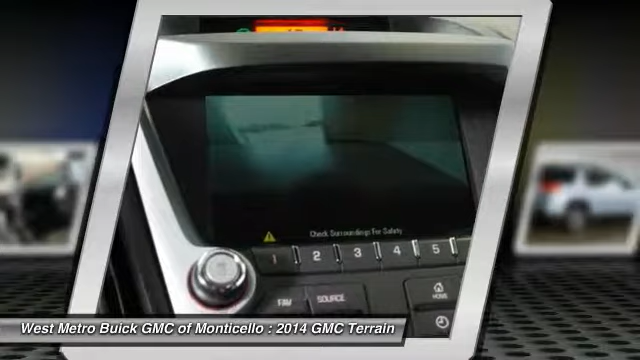 Check Surroundings For Safety
1 2 3 4 5
FAV SOURCE HOME
West Metro Buick GMC of Monticello : 2014 GMC Terrain